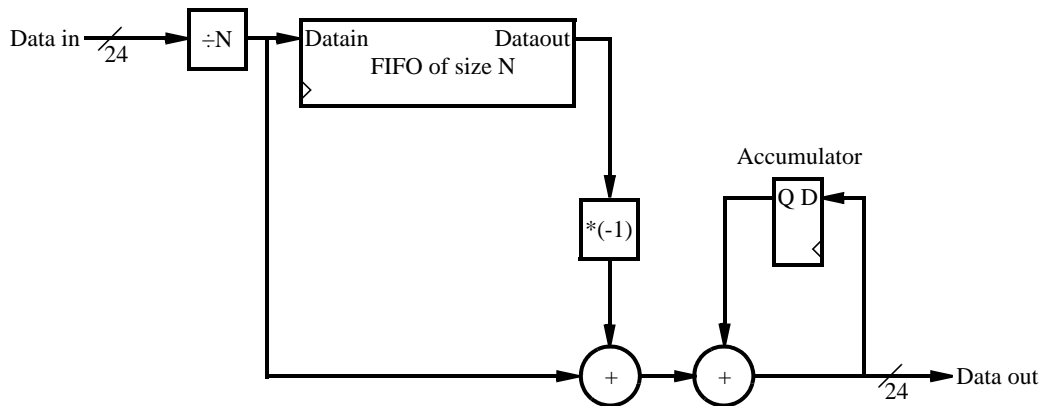 Data in
24
÷N
Datain
Dataout
FIFO of size N
Accumulator
Q D
*(-1)
+
+
24
Data out